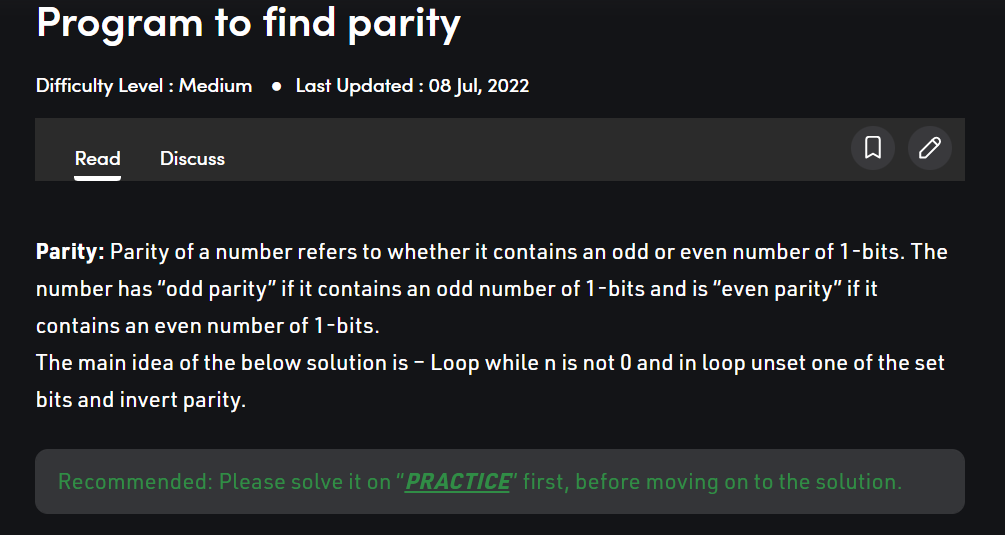 Program to find parity
Difficulty Level : Medium ● Last Updated : 08 Jul, 2022
Read Discuss
Parity: Parity of a number refers to whether it contains an odd or even number of 1-bits. The
number has “odd parity” if it contains an odd number of 1-bits and is “even parity” if it
contains an even number of 1-bits.
The main idea of the below solution is – Loop while n is not 0 and in loop unset one of the set
bits and invert parity.
Recommended: Please solve it on “PRACTICE” first, before moving on to the solution.